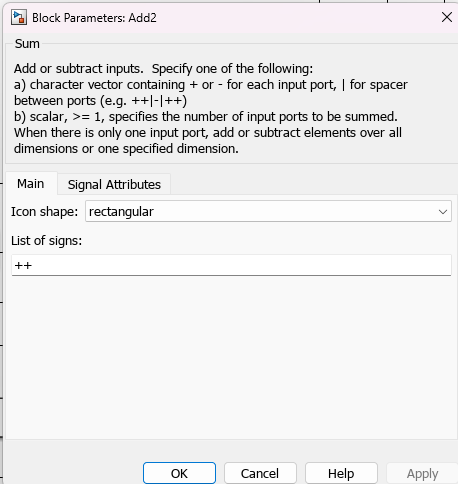 Block Parameters: Add2
Sum
Add or subtract inputs.  Specify one of the following:
a) character vector containing + or - for each input port, | for spacer
between ports (e.g. ++|-|++)
b) scalar, >= 1, specifies the number of input ports to be summed.
When there is only one input port, add or subtract elements over all
dimensions or one specified dimension.
Main Signal Attributes
Icon shape: rectangular
List of signs:
++
OK Cancel Help Apply